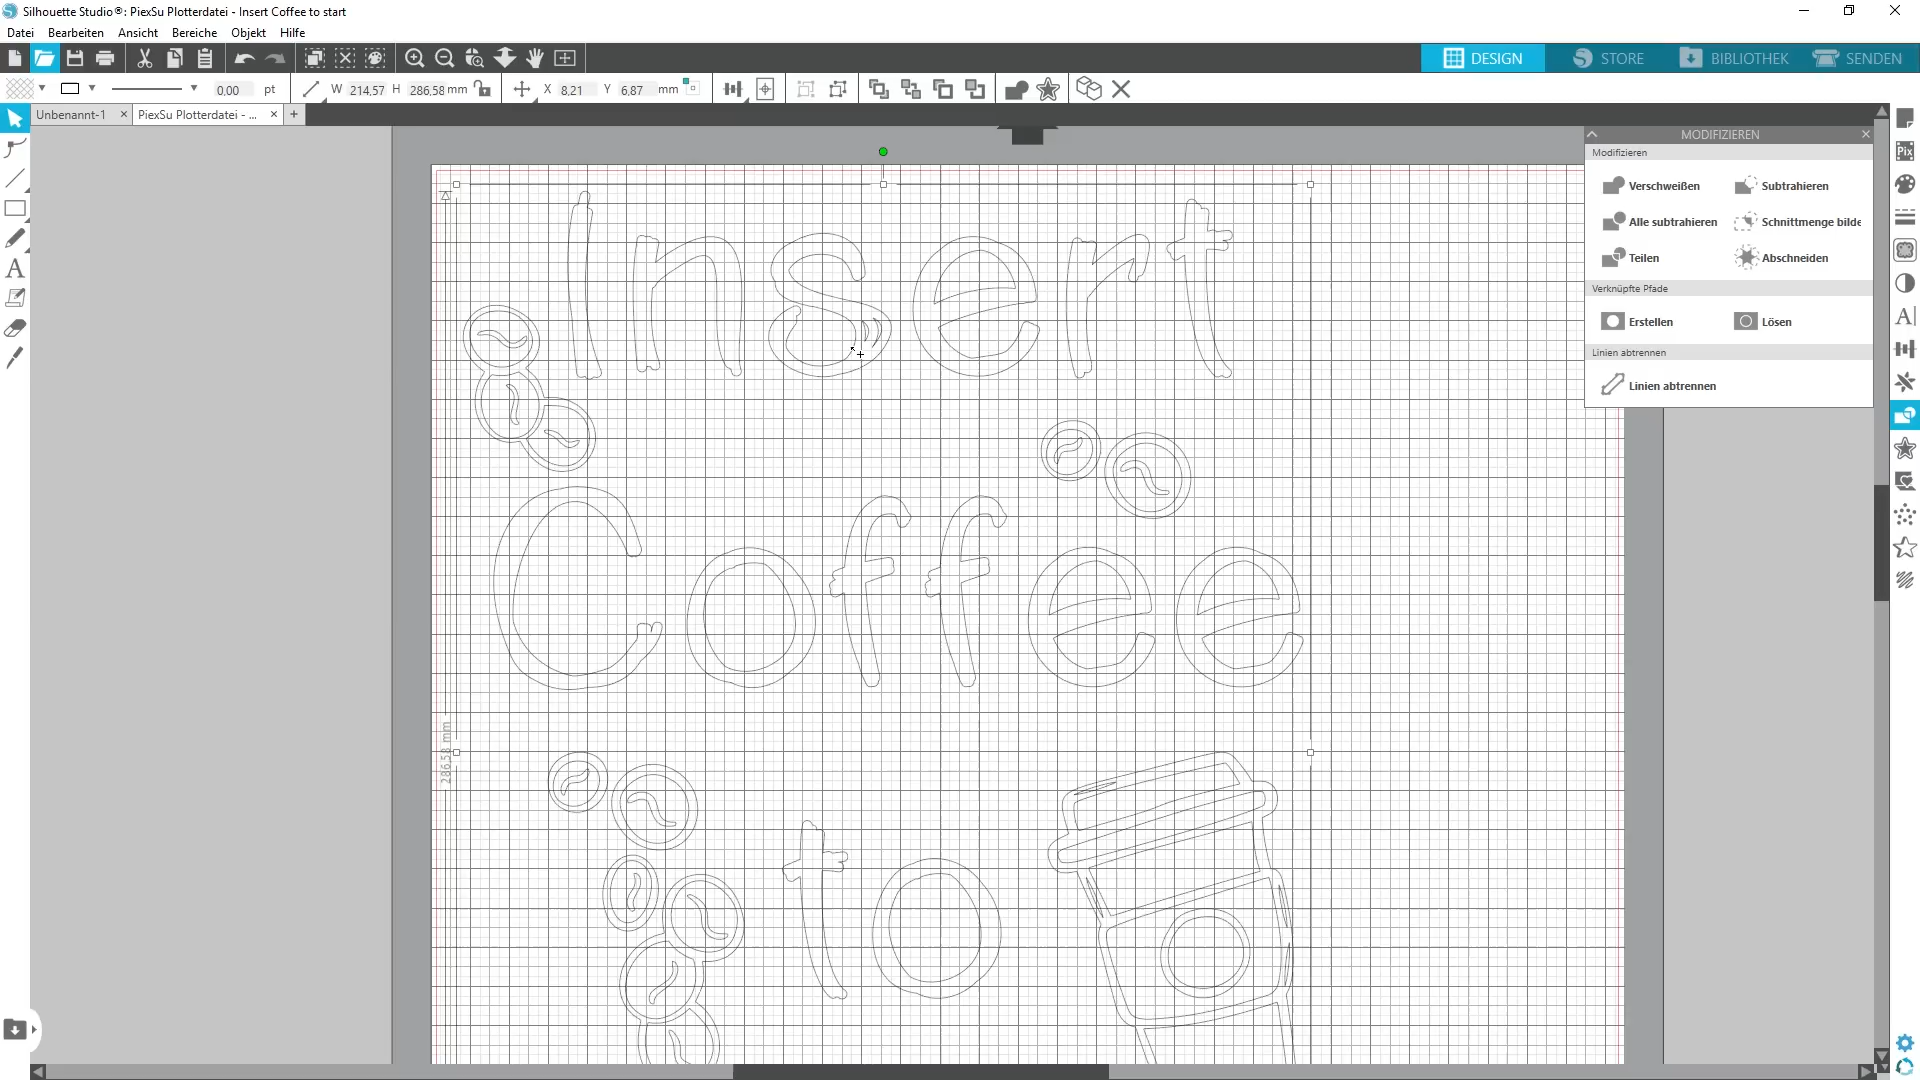 Silhouette Studio®: PiexSu Plotterdatei - Insert Coffee to start
Datei Bearbeiten Ansicht Bereiche Objekt Hilfe
DESIGN STORE BIBLIOTHEK SENDEN
0,00 pt W 214,57 H 286,58 mm X 8,21 Y 6,87 mm
Unbenannt-1 PiexSu Plotterdatei - ...
MODIFIZIEREN
Modifizieren
Verschweißen Subtrahieren
Alle subtrahieren Schnittmenge bilde
Teilen Abschneiden
Verknüpfte Pfade
Erstellen Lösen
Linien abtrennen
Linien abtrennen
Pix
Insert
Coffee
to
286,58 mm